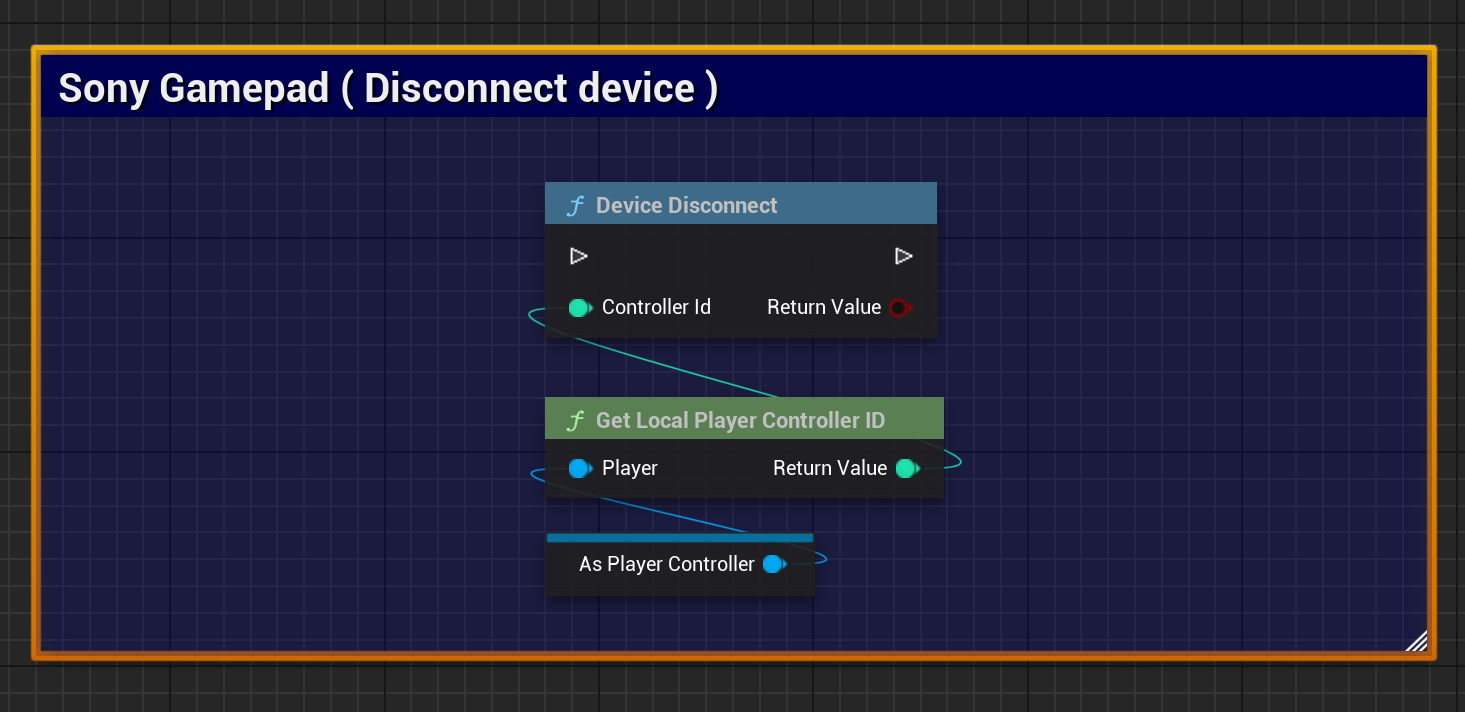 Sony Gamepad ( Disconnect device )
f Device Disconnect
Controller Id Return Value
f Get Local Player Controller ID
Player Return Value
As Player Controller